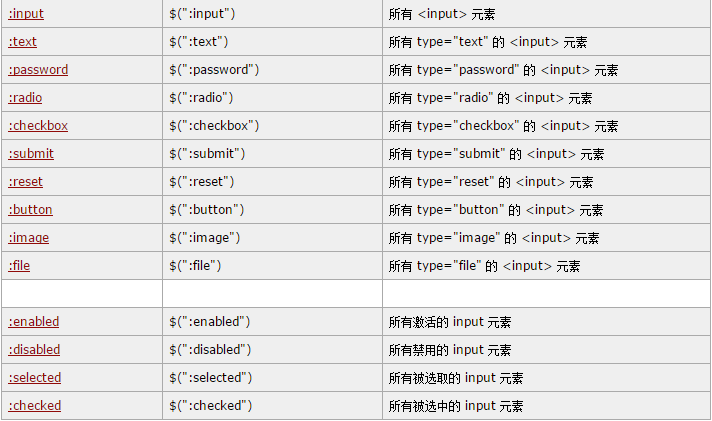 :input $(":input") 所有 <input> 元素
:text $(":text") 所有 type="text" 的 <input> 元素
:password $(":password") 所有 type="password" 的 <input> 元素
:radio $(":radio") 所有 type="radio" 的 <input> 元素
:checkbox $(":checkbox") 所有 type="checkbox" 的 <input> 元素
:submit $(":submit") 所有 type="submit" 的 <input> 元素
:reset $(":reset") 所有 type="reset" 的 <input> 元素
:button $(":button") 所有 type="button" 的 <input> 元素
:image $(":image") 所有 type="image" 的 <input> 元素
:file $(":file") 所有 type="file" 的 <input> 元素
:enabled $(":enabled") 所有激活的 input 元素
:disabled $(":disabled") 所有禁用的 input 元素
:selected $(":selected") 所有被选取的 input 元素
:checked $(":checked") 所有被选中的 input 元素